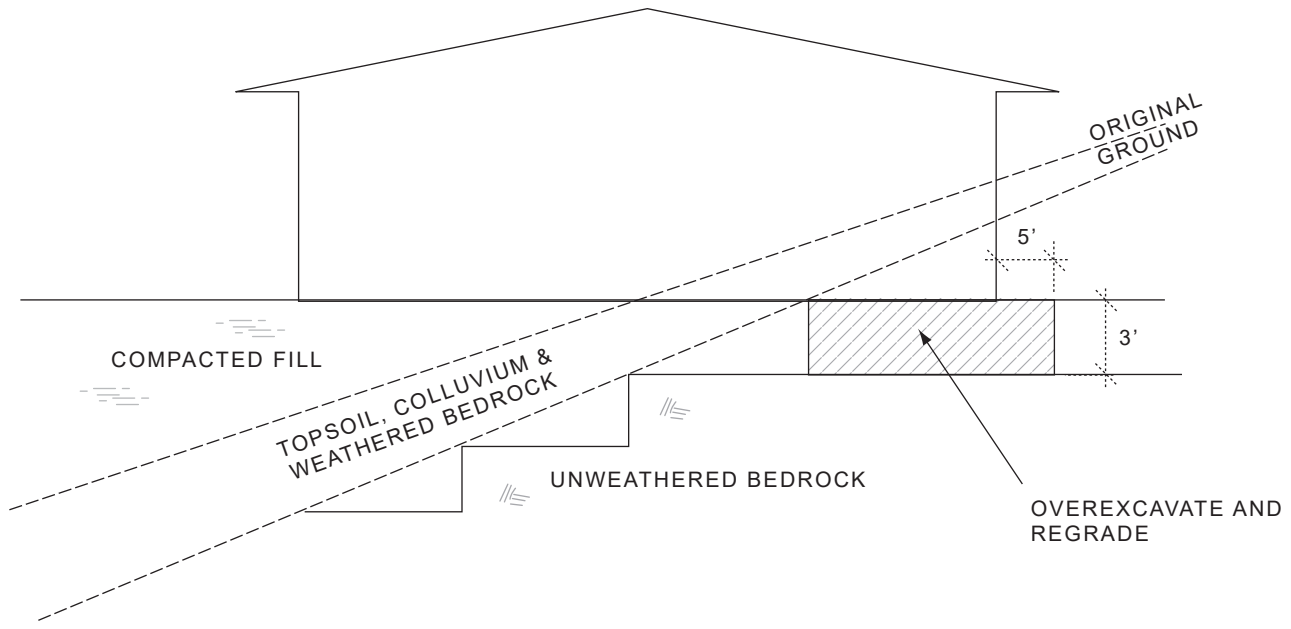 ORIGINAL
GROUND
5’
3’
COMPACTED FILL
TOPSOIL, COLLUVIUM &
WEATHERED BEDROCK
UNWEATHERED BEDROCK
OVEREXCAVATE AND
REGRADE